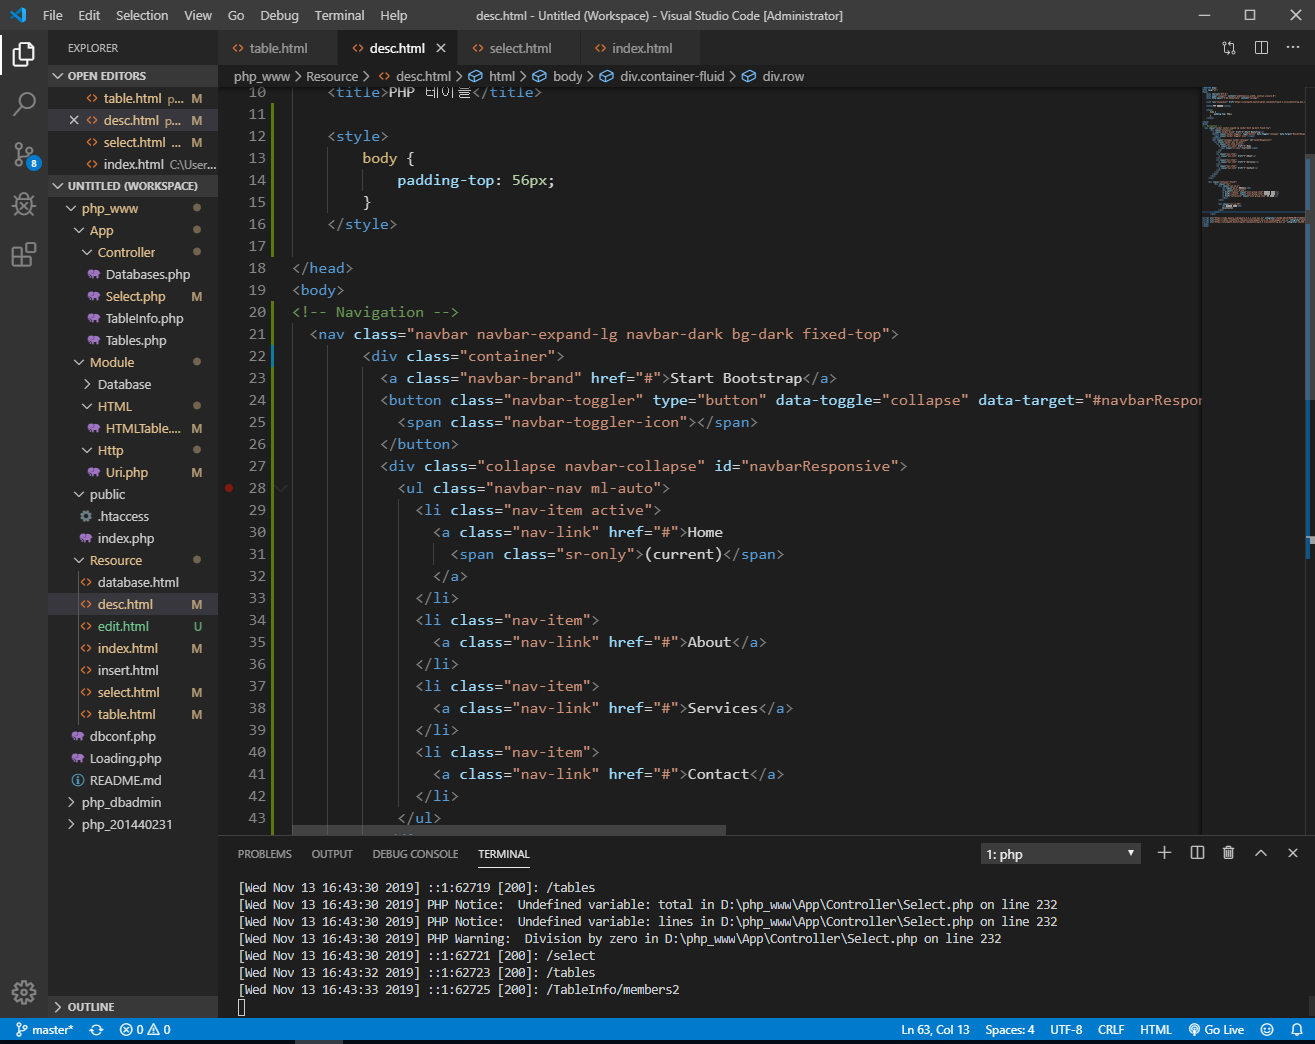 File Edit Selection View Go Debug Terminal Help desc.html - Untitled (Workspace) - Visual Studio Code [Administrator]
EXPLORER
OPEN EDITORS
table.html p... M
desc.html p... M
select.html ... M
index.html C:\User...
UNTITLED (WORKSPACE)
php_www
App
Controller
Databases.php
Select.php M
TableInfo.php
Tables.php
Module
Database
HTML
HTMLTable.... M
Http
Uri.php M
public
.htaccess
index.php
Resource
database.html
desc.html M
edit.html U
index.html M
insert.html
select.html M
table.html M
dbconf.php
Loading.php
README.md
php_dbadmin
php_201440231
OUTLINE
8
table.html desc.html select.html index.html
php_www > Resource > desc.html > html > body > div.container-fluid > div.row
10 <title>PHP 테이블</title>
11
12 <style>
13 body {
14 padding-top: 56px;
15 }
16 </style>
17
18 </head>
19 <body>
20 <!-- Navigation -->
21 <nav class="navbar navbar-expand-lg navbar-dark bg-dark fixed-top">
22 <div class="container">
23 <a class="navbar-brand" href="#">Start Bootstrap</a>
24 <button class="navbar-toggler" type="button" data-toggle="collapse" data-target="#navbarRespor
25 <span class="navbar-toggler-icon"></span>
26 </button>
27 <div class="collapse navbar-collapse" id="navbarResponsive">
28 <ul class="navbar-nav ml-auto">
29 <li class="nav-item active">
30 <a class="nav-link" href="#">Home
31 <span class="sr-only">(current)</span>
32 </a>
33 </li>
34 <li class="nav-item">
35 <a class="nav-link" href="#">About</a>
36 </li>
37 <li class="nav-item">
38 <a class="nav-link" href="#">Services</a>
39 </li>
40 <li class="nav-item">
41 <a class="nav-link" href="#">Contact</a>
42 </li>
43 </ul>
PROBLEMS OUTPUT DEBUG CONSOLE TERMINAL 1: php
[Wed Nov 13 16:43:30 2019] ::1:62719 [200]: /tables
[Wed Nov 13 16:43:30 2019] PHP Notice:  Undefined variable: total in D:\php_www\App\Controller\Select.php on line 232
[Wed Nov 13 16:43:30 2019] PHP Notice:  Undefined variable: lines in D:\php_www\App\Controller\Select.php on line 232
[Wed Nov 13 16:43:30 2019] PHP Warning:  Division by zero in D:\php_www\App\Controller\Select.php on line 232
[Wed Nov 13 16:43:30 2019] ::1:62721 [200]: /select
[Wed Nov 13 16:43:32 2019] ::1:62723 [200]: /tables
[Wed Nov 13 16:43:33 2019] ::1:62725 [200]: /TableInfo/members2
master* 0 0 Ln 63, Col 13 Spaces: 4 UTF-8 CRLF HTML Go Live